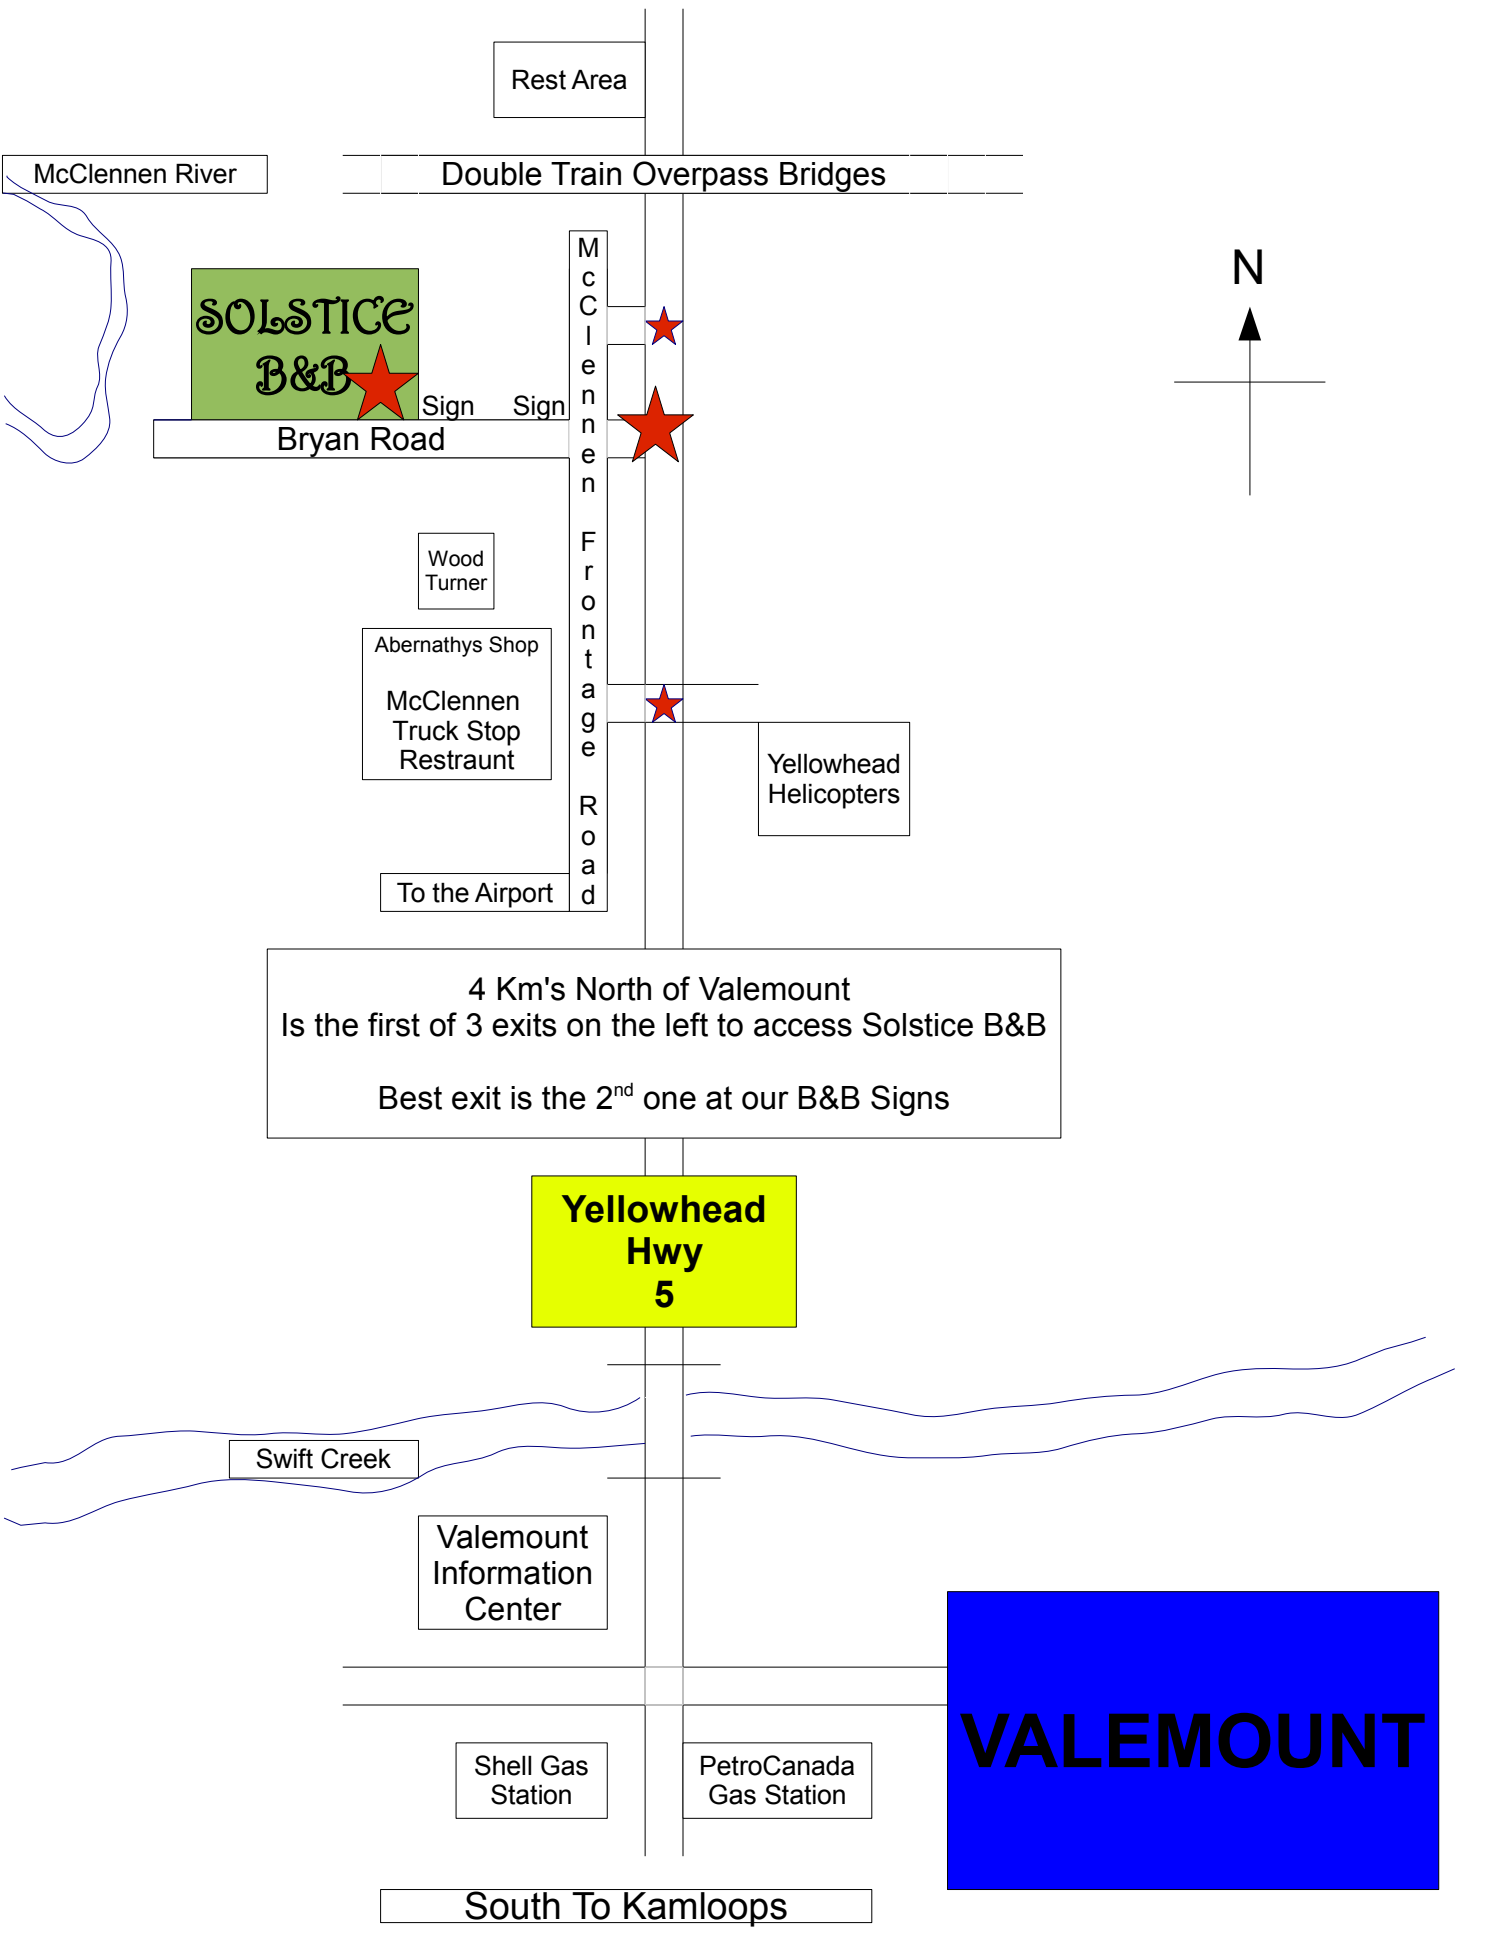 Rest Area
McClennen River
Double Train Overpass Bridges
N
SOLSTICE
B&B
McClennen Frontage Road
Sign
Sign
Bryan Road
Wood
Turner
Abernathys Shop
McClennen
Truck Stop
Restraunt
Yellowhead
Helicopters
To the Airport
4 Km's North of Valemount
Is the first of 3 exits on the left to access Solstice B&B
Best exit is the 2nd one at our B&B Signs
Yellowhead
Hwy
5
Swift Creek
Valemount
Information
Center
VALEMOUNT
Shell Gas
Station
PetroCanada
Gas Station
South To Kamloops